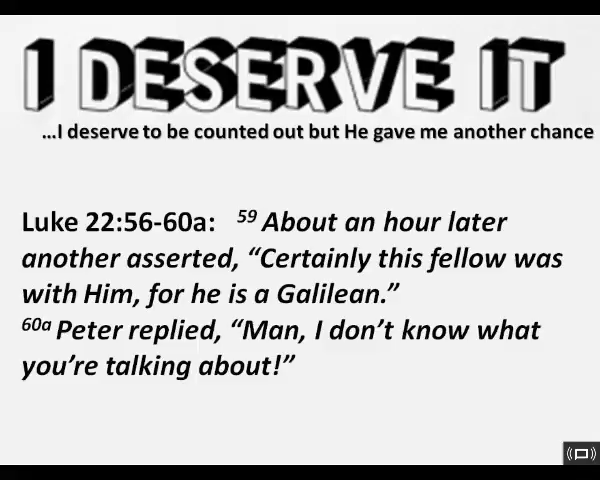 I DESERVE IT
…I deserve to be counted out but He gave me another chance
Luke 22:56-60a: 59 About an hour later
another asserted, “Certainly this fellow was
with Him, for he is a Galilean.”
60a Peter replied, “Man, I don’t know what
you’re talking about!”